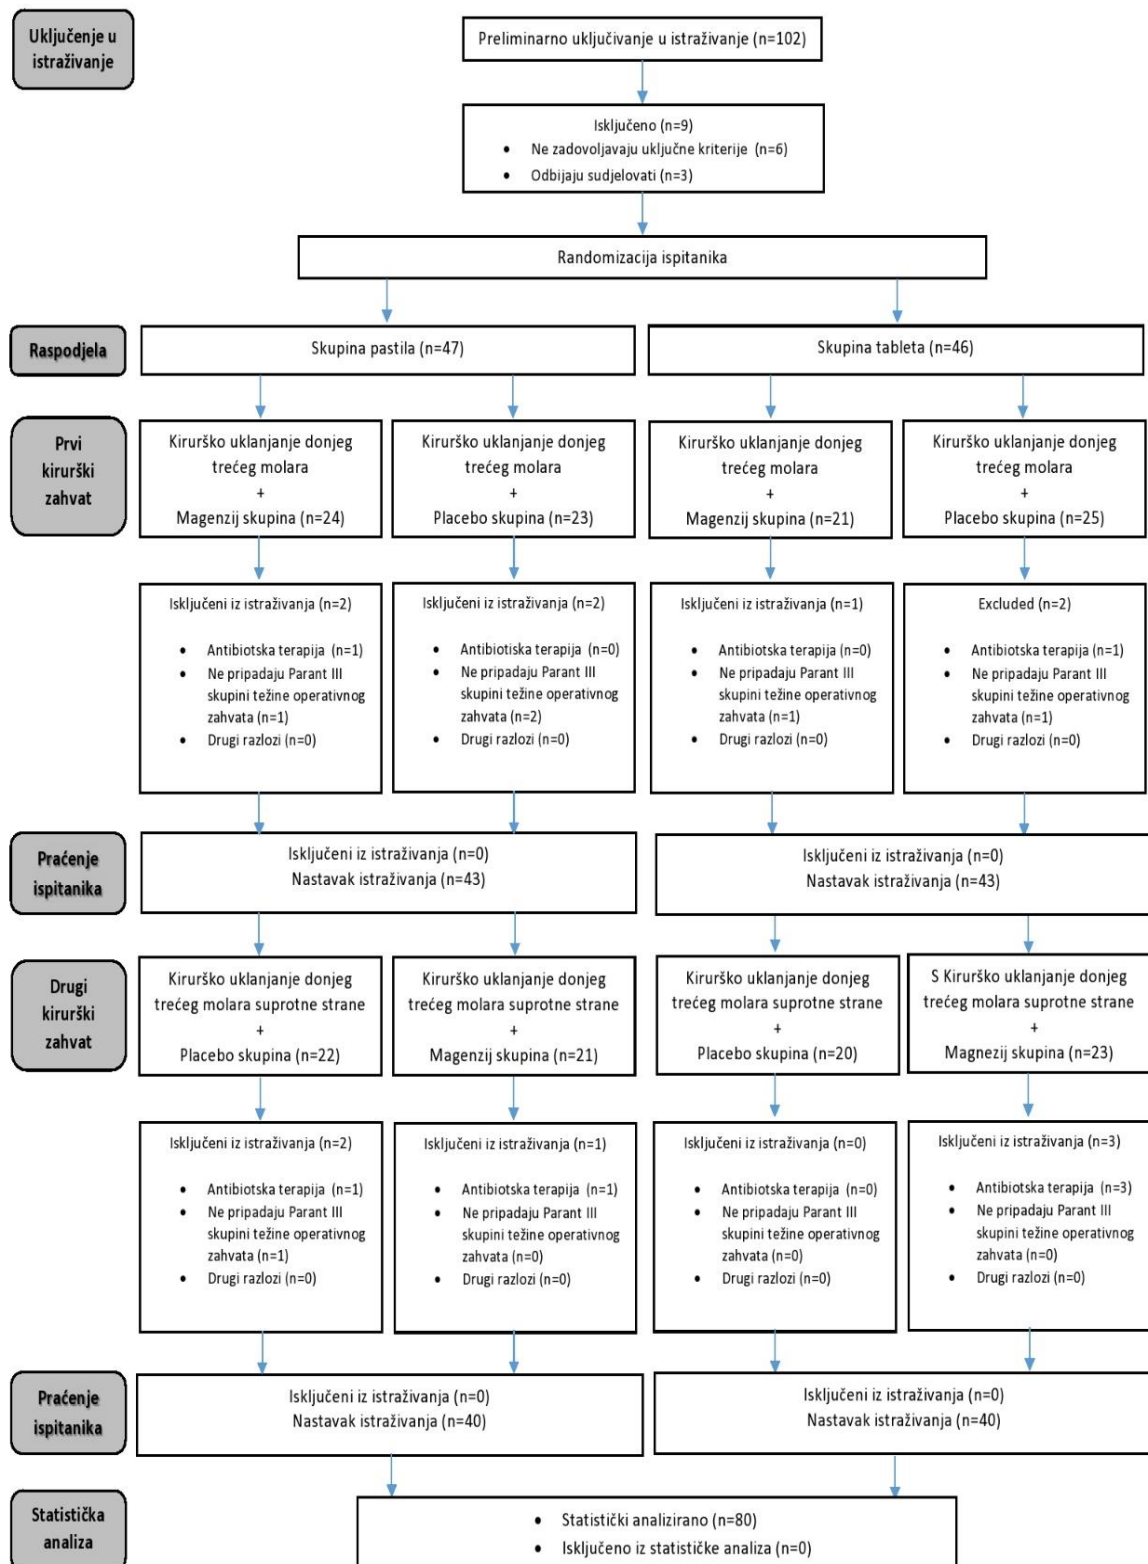 Uključenje u
istraživanje
Preliminarno uključivanje u istraživanje (n=102)
Isključeno (n=9)
• Ne zadovoljavaju uključne kriterije (n=6)
• Odbijaju sudjelovati (n=3)
Randomizacija ispitanika
Raspodjela
Skupina pastila (n=47)
Skupina tableta (n=46)
Prvi
kirurški
zahvat
Kirurško uklanjanje donjeg
trećeg molara
+
Magenzij skupina (n=24)
Kirurško uklanjanje donjeg
trećeg molara
+
Placebo skupina (n=23)
Kirurško uklanjanje donjeg
trećeg molara
+
Magenzij skupina (n=21)
Kirurško uklanjanje donjeg
trećeg molara
+
Placebo skupina (n=25)
Isključeni iz istraživanja (n=2)
• Antibiotska terapija (n=1)
• Ne pripadaju Parant III
skupini težine operativnog
zahvata (n=1)
• Drugi razlozi (n=0)
Isključeni iz istraživanja (n=2)
• Antibiotiska terapija (n=0)
• Ne pripadaju Parant III
skupini težine operativnog
zahvata (n=2)
• Drugi razlozi (n=0)
Isključeni iz istraživanja (n=1)
• Antibiotska terapija (n=0)
• Ne pripadaju Parant III
skupini težine operativnog
zahvata (n=1)
• Drugi razlozi (n=0)
Excluded (n=2)
• Antibiotska terapija (n=1)
• Ne pripadaju Parant III
skupini težine operativnog
zahvata (n=1)
• Drugi razlozi (n=0)
Praćenje
ispitanika
Isključeni iz istraživanja (n=0)
Nastavak istraživanja (n=43)
Isključeni iz istraživanja (n=0)
Nastavak istraživanja (n=43)
Drugi
kirurški
zahvat
Kirurško uklanjanje donjeg
trećeg molara suprotne strane
+
Placebo skupina (n=22)
Kirurško uklanjanje donjeg
trećeg molara suprotne strane
+
Magenzij skupina (n=21)
Kirurško uklanjanje donjeg
trećeg molara suprotne strane
+
Placebo skupina (n=20)
S Kirurško uklanjanje donjeg
trećeg molara suprotne strane
+
Magnezij skupina (n=23)
Isključeni iz istraživanja (n=2)
• Antibiotska terapija (n=1)
• Ne pripadaju Parant III
skupini težine operativnog
zahvata (n=1)
• Drugi razlozi (n=0)
Isključeni iz istraživanja (n=1)
• Antibiotska terapija (n=1)
• Ne pripadaju Parant III
skupini težine operativnog
zahvata (n=0)
• Drugi razlozi (n=0)
Isključeni iz istraživanja (n=0)
• Antibiotska terapija (n=0)
• Ne pripadaju Parant III
skupini težine operativnog
zahvata (n=0)
• Drugi razlozi (n=0)
Isključeni iz istraživanja (n=3)
• Antibiotska terapija (n=3)
• Ne pripadaju Parant III
skupini težine operativnog
zahvata (n=0)
• Drugi razlozi (n=0)
Praćenje
ispitanika
Isključeni iz istraživanja (n=0)
Nastavak istraživanja (n=40)
Isključeni iz istraživanja (n=0)
Nastavak istraživanja (n=40)
Statistička
analiza
• Statistički analizirano (n=80)
• Isključeno iz statističke analiza (n=0)